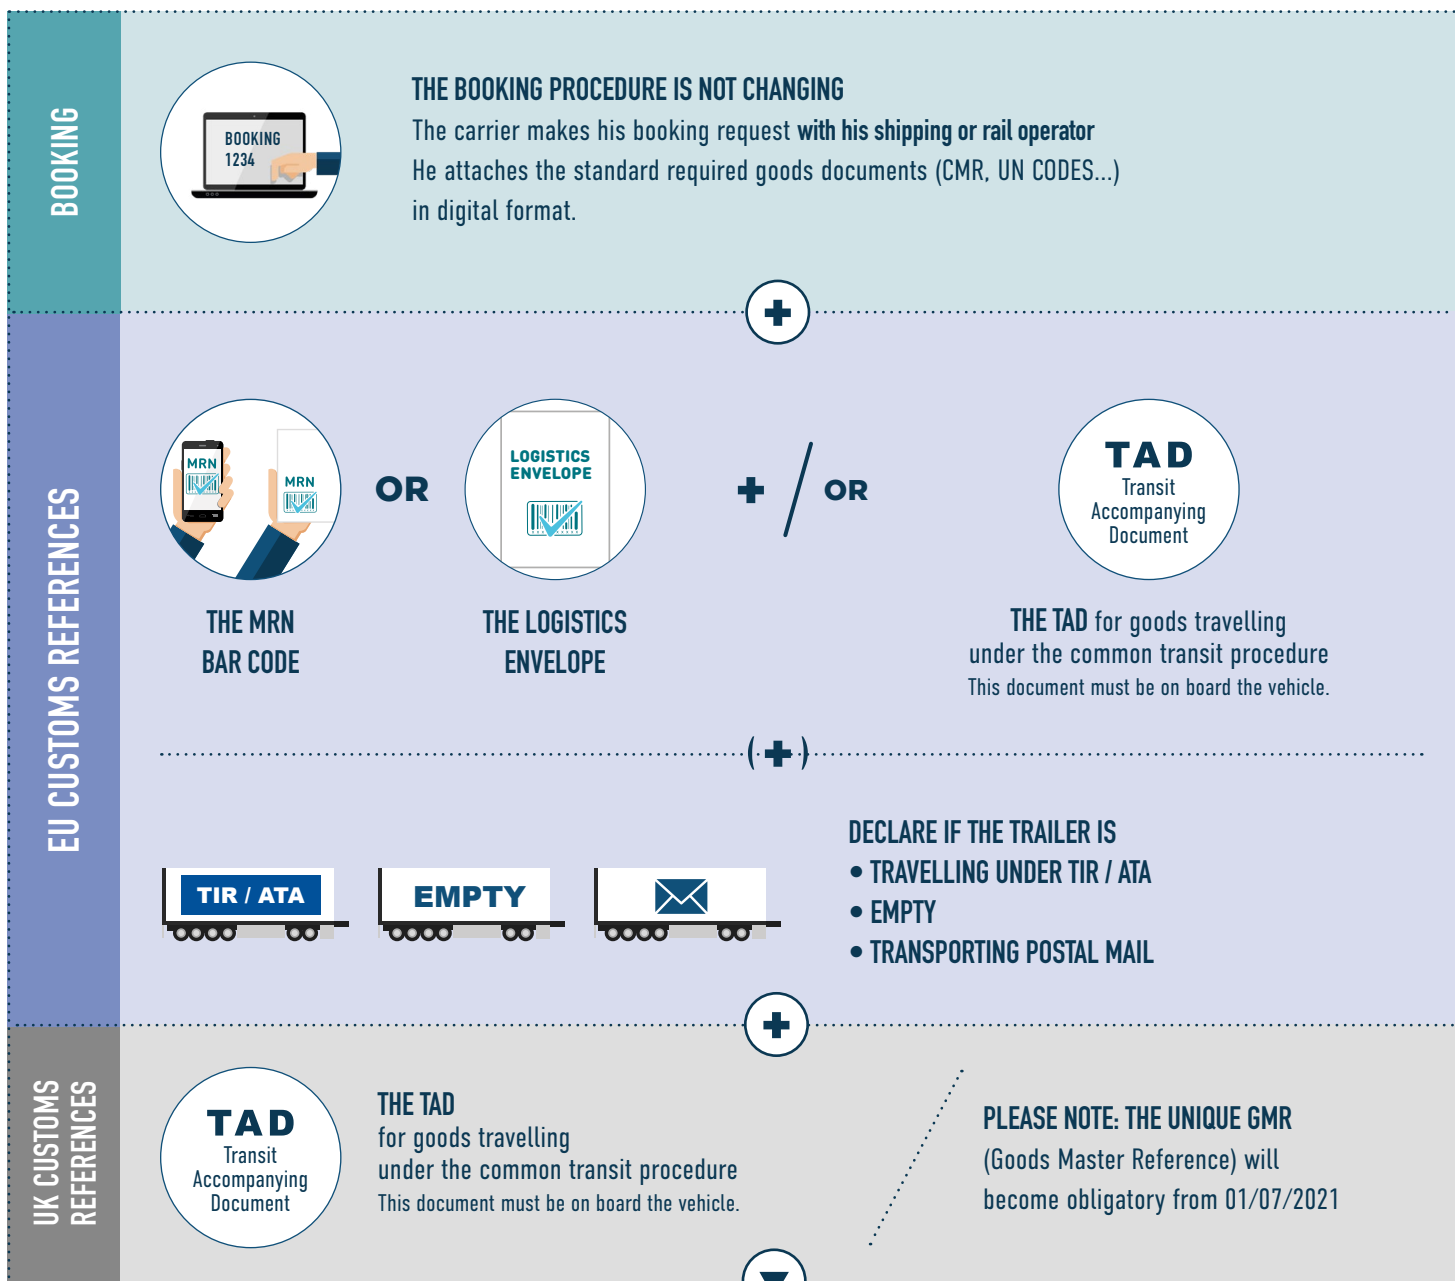 BOOKING
BOOKING
1234
THE BOOKING PROCEDURE IS NOT CHANGING
The carrier makes his booking request with his shipping or rail operator
He attaches the standard required goods documents (CMR, UN CODES...)
in digital format.
EU CUSTOMS REFERENCES
MRN
MRN
OR
LOGISTICS
ENVELOPE
+ / OR
TAD
Transit
Accompanying
Document
THE MRN
BAR CODE
THE LOGISTICS
ENVELOPE
THE TAD for goods travelling
under the common transit procedure
This document must be on board the vehicle.
(+)
TIR / ATA
EMPTY
DECLARE IF THE TRAILER IS
• TRAVELLING UNDER TIR / ATA
• EMPTY
• TRANSPORTING POSTAL MAIL
UK CUSTOMS
REFERENCES
TAD
Transit
Accompanying
Document
THE TAD
for goods travelling
under the common transit procedure
This document must be on board the vehicle.
PLEASE NOTE: THE UNIQUE GMR
(Goods Master Reference) will
become obligatory from 01/07/2021